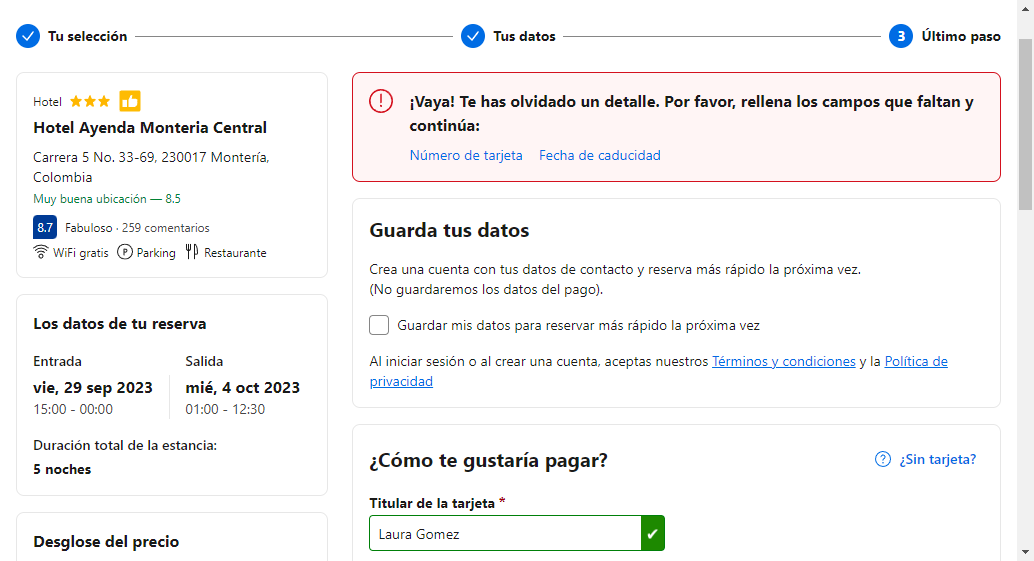 Tu selección
Tus datos
3 Último paso
Hotel
Hotel Ayenda Monteria Central
Carrera 5 No. 33-69, 230017 Montería,
Colombia
Muy buena ubicación — 8.5
8.7 Fabuloso · 259 comentarios
WiFi gratis P Parking Restaurante
Los datos de tu reserva
Entrada Salida
vie, 29 sep 2023 mié, 4 oct 2023
15:00 - 00:00 01:00 - 12:30
Duración total de la estancia:
5 noches
Desglose del precio
¡Vaya! Te has olvidado un detalle. Por favor, rellena los campos que faltan y
continúa:
Número de tarjeta Fecha de caducidad
Guarda tus datos
Crea una cuenta con tus datos de contacto y reserva más rápido la próxima vez.
(No guardaremos los datos del pago).
Guardar mis datos para reservar más rápido la próxima vez
Al iniciar sesión o al crear una cuenta, aceptas nuestros Términos y condiciones y la Política de
privacidad
¿Cómo te gustaría pagar?
¿Sin tarjeta?
Titular de la tarjeta *
Laura Gomez